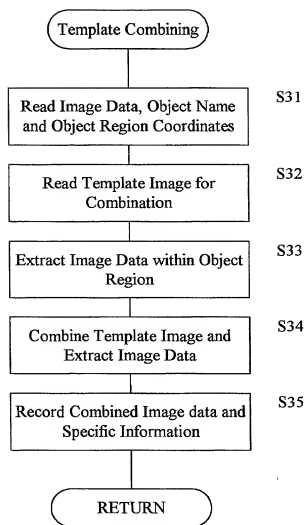 Template Combining
Read Image Data, Object Name
and Object Region Coordinates
S31
Read Template Image for
Combination
S32
Extract Image Data within Object
Region
S33
Combine Template Image and
Extract Image Data
S34
Record Combined Image data and
Specific Information
S35
RETURN